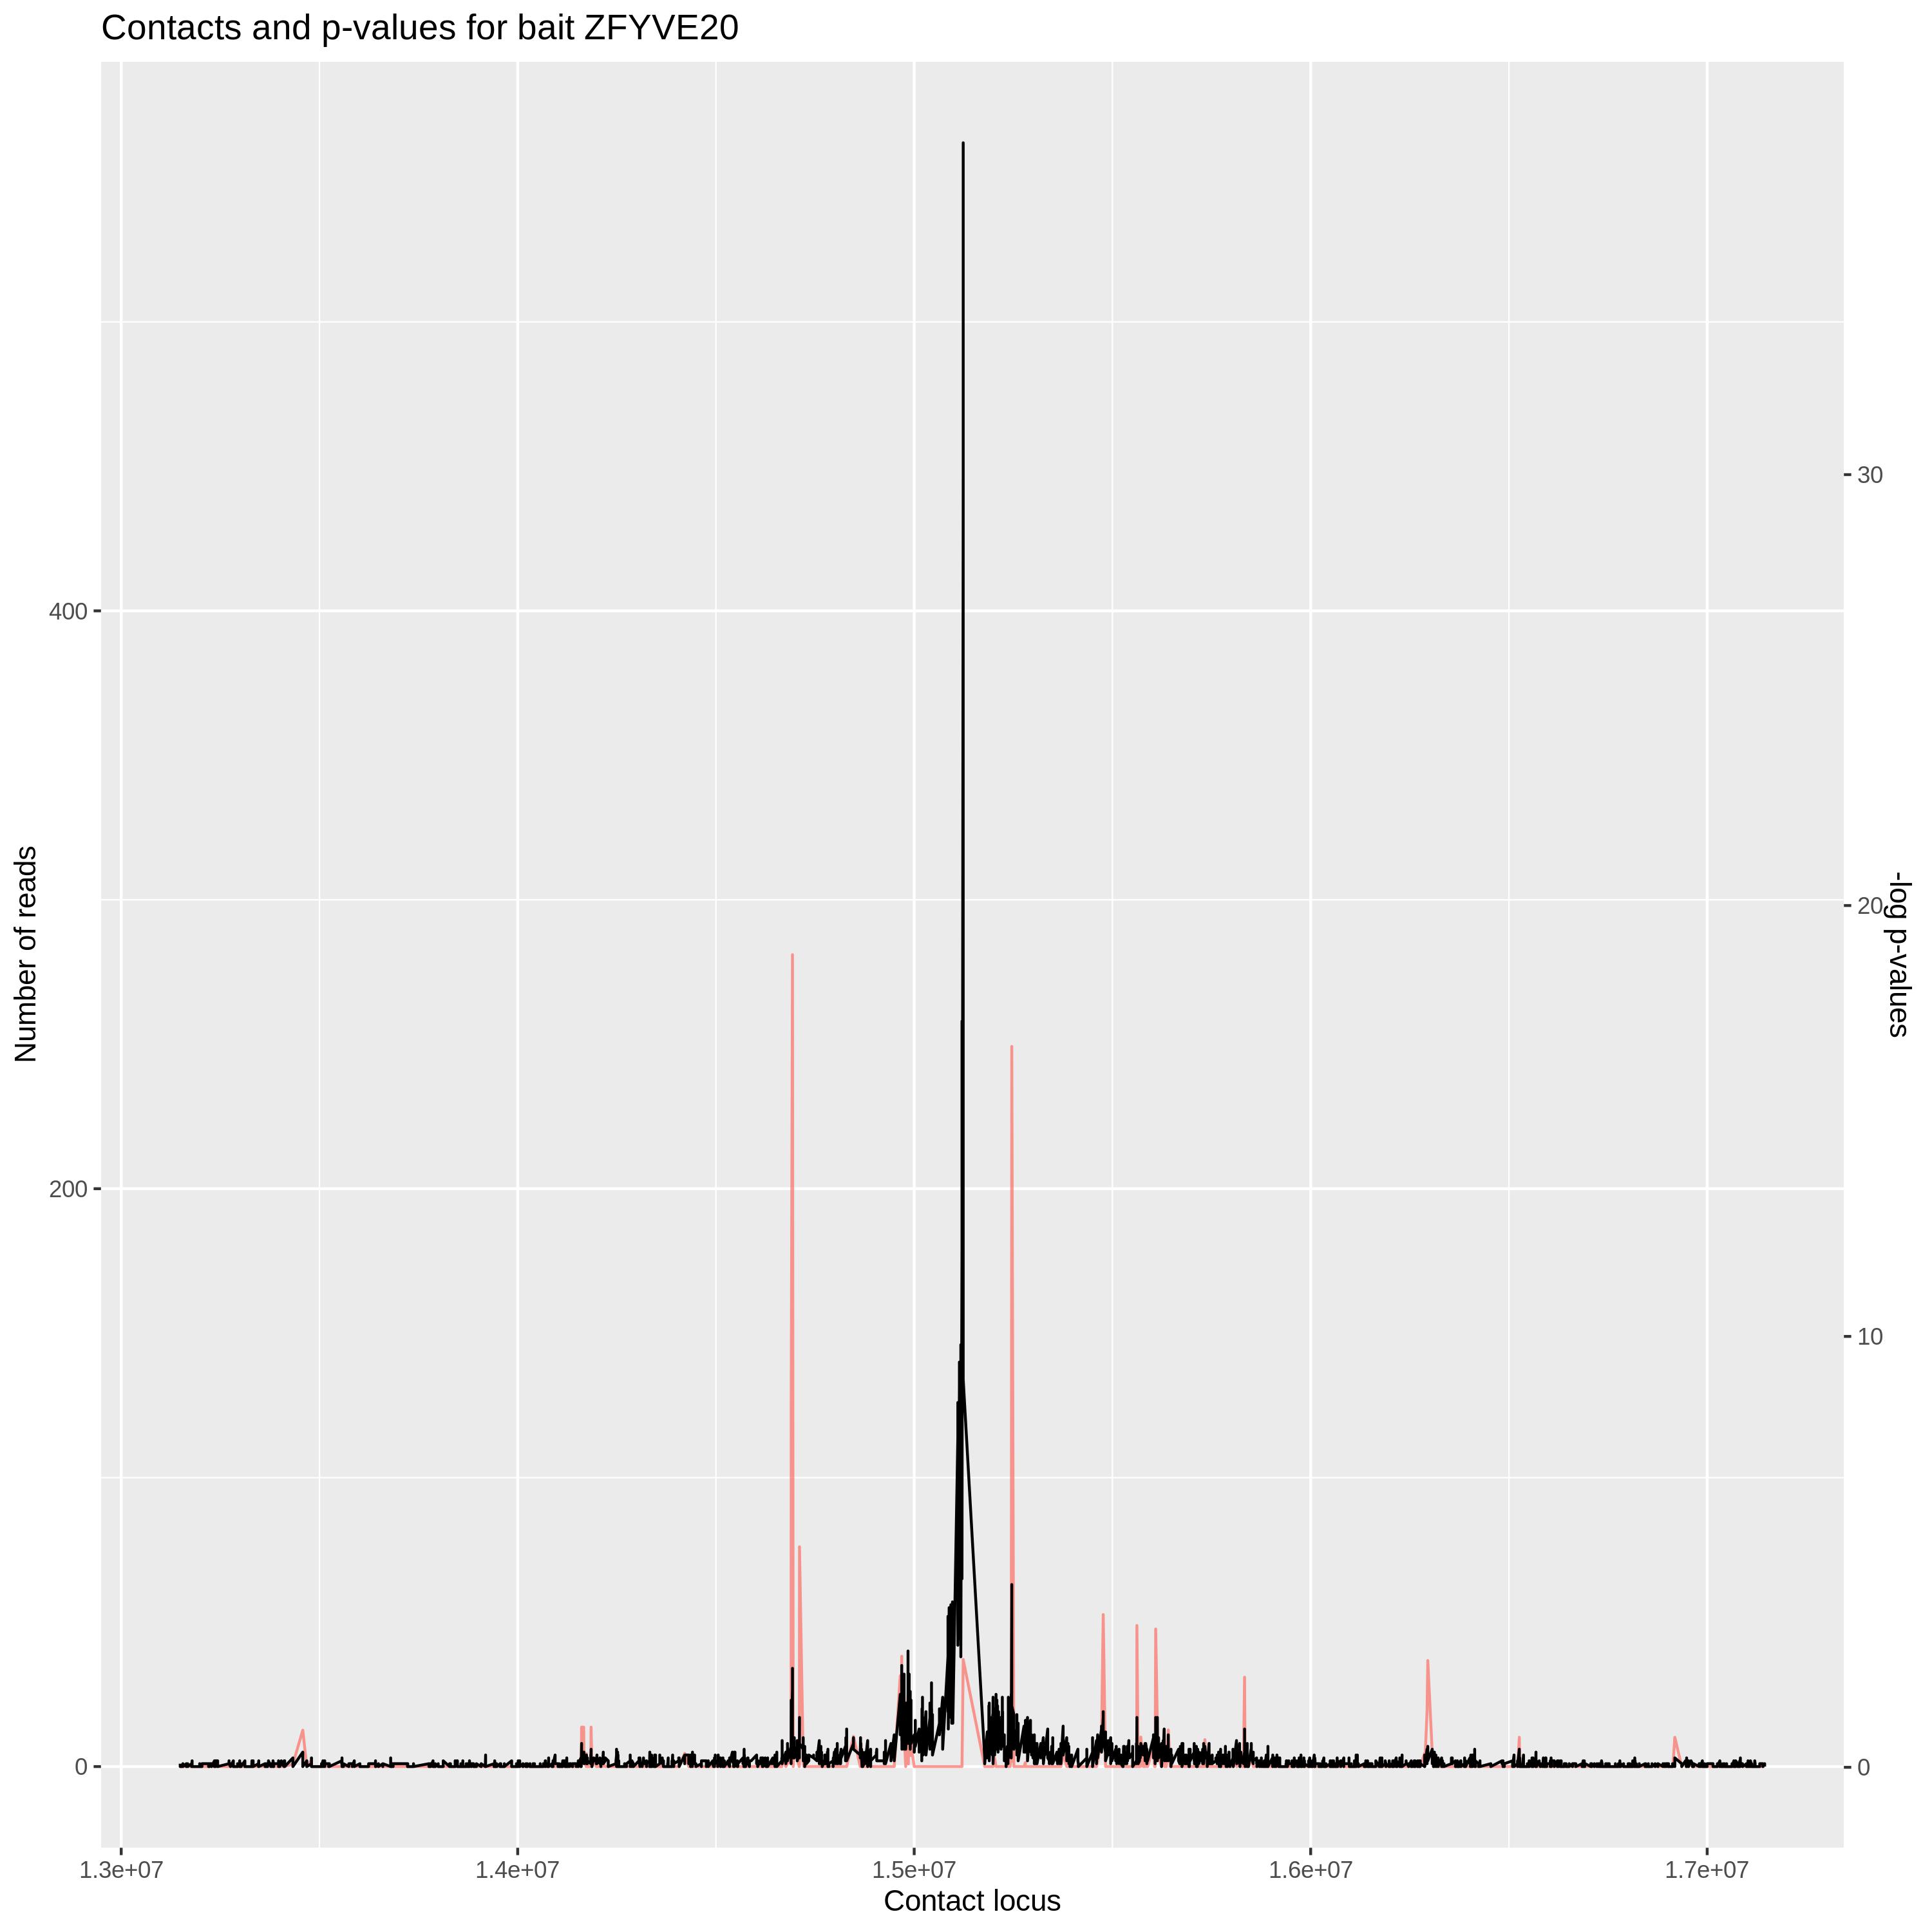 Contacts and p-values for bait ZFYVE20
Number of reads
400
200
0
30
20
10
0
-log p-values
1.3e+07
1.4e+07
1.5e+07
1.6e+07
1.7e+07
Contact locus